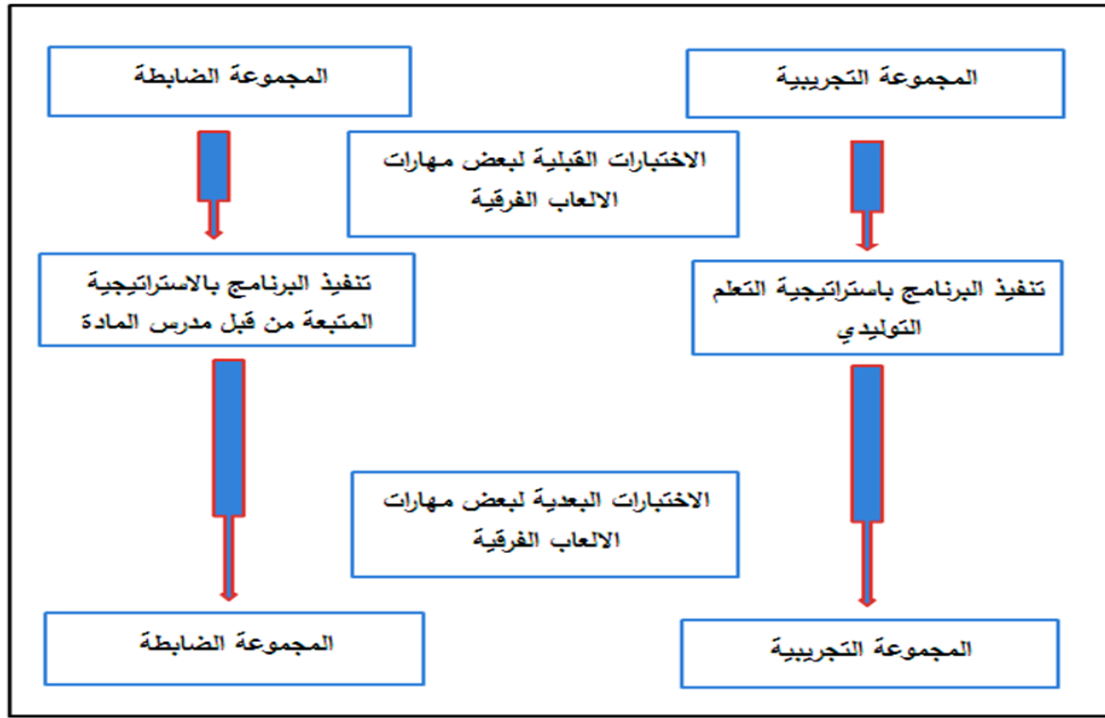 المجموعة التجريبية
المجموعة الضابطة
الاختبارات القبلية لبعض مهارات
الالعاب الفرقية
تنفيذ البرنامج باستراتيجية التعلم
التوليدي
تنفيذ البرنامج بالاستراتيجية
المتبعة من قبل مدرس المادة
الاختبارات البعدية لبعض مهارات
الالعاب الفرقية
المجموعة التجريبية
المجموعة الضابطة